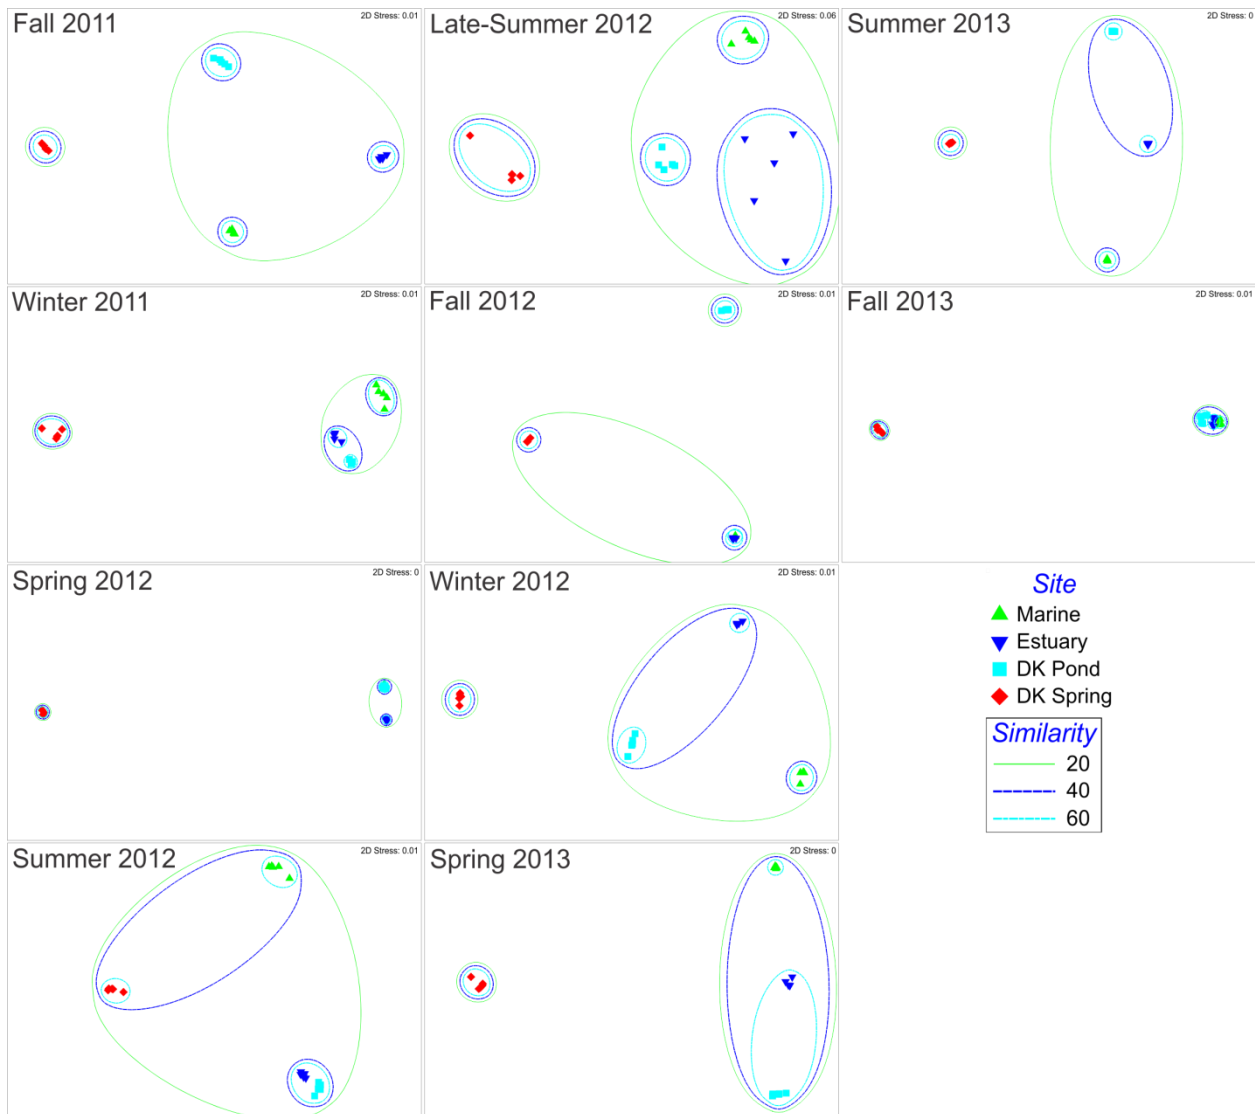 Fall 2011
2D Stress: 0.01
Late-Summer 2012
2D Stress: 0.06
Summer 2013
2D Stress: 0
Winter 2011
2D Stress: 0.01
Fall 2012
2D Stress: 0.01
Fall 2013
2D Stress: 0.01
Spring 2012
2D Stress: 0
Winter 2012
2D Stress: 0.01
Site
Marine
Estuary
DK Pond
DK Spring
Similarity
20
40
60
Summer 2012
2D Stress: 0.01
Spring 2013
2D Stress: 0